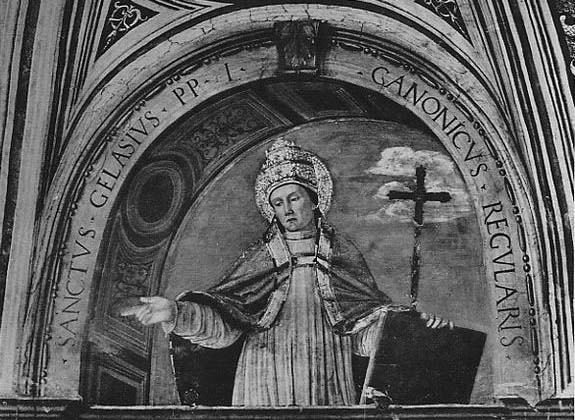 · SANCTVS · GELASIVS · PP · I ·
· CANONICVS · REGVLARIS ·